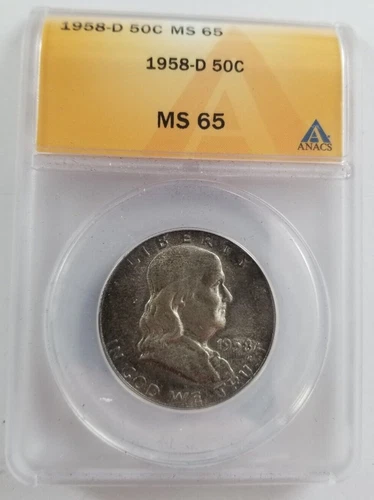 1958-D 50C MS 65
1958-D 50C
MS 65
ANACS
LIBERTY
1958
IN GOD WE TRUST